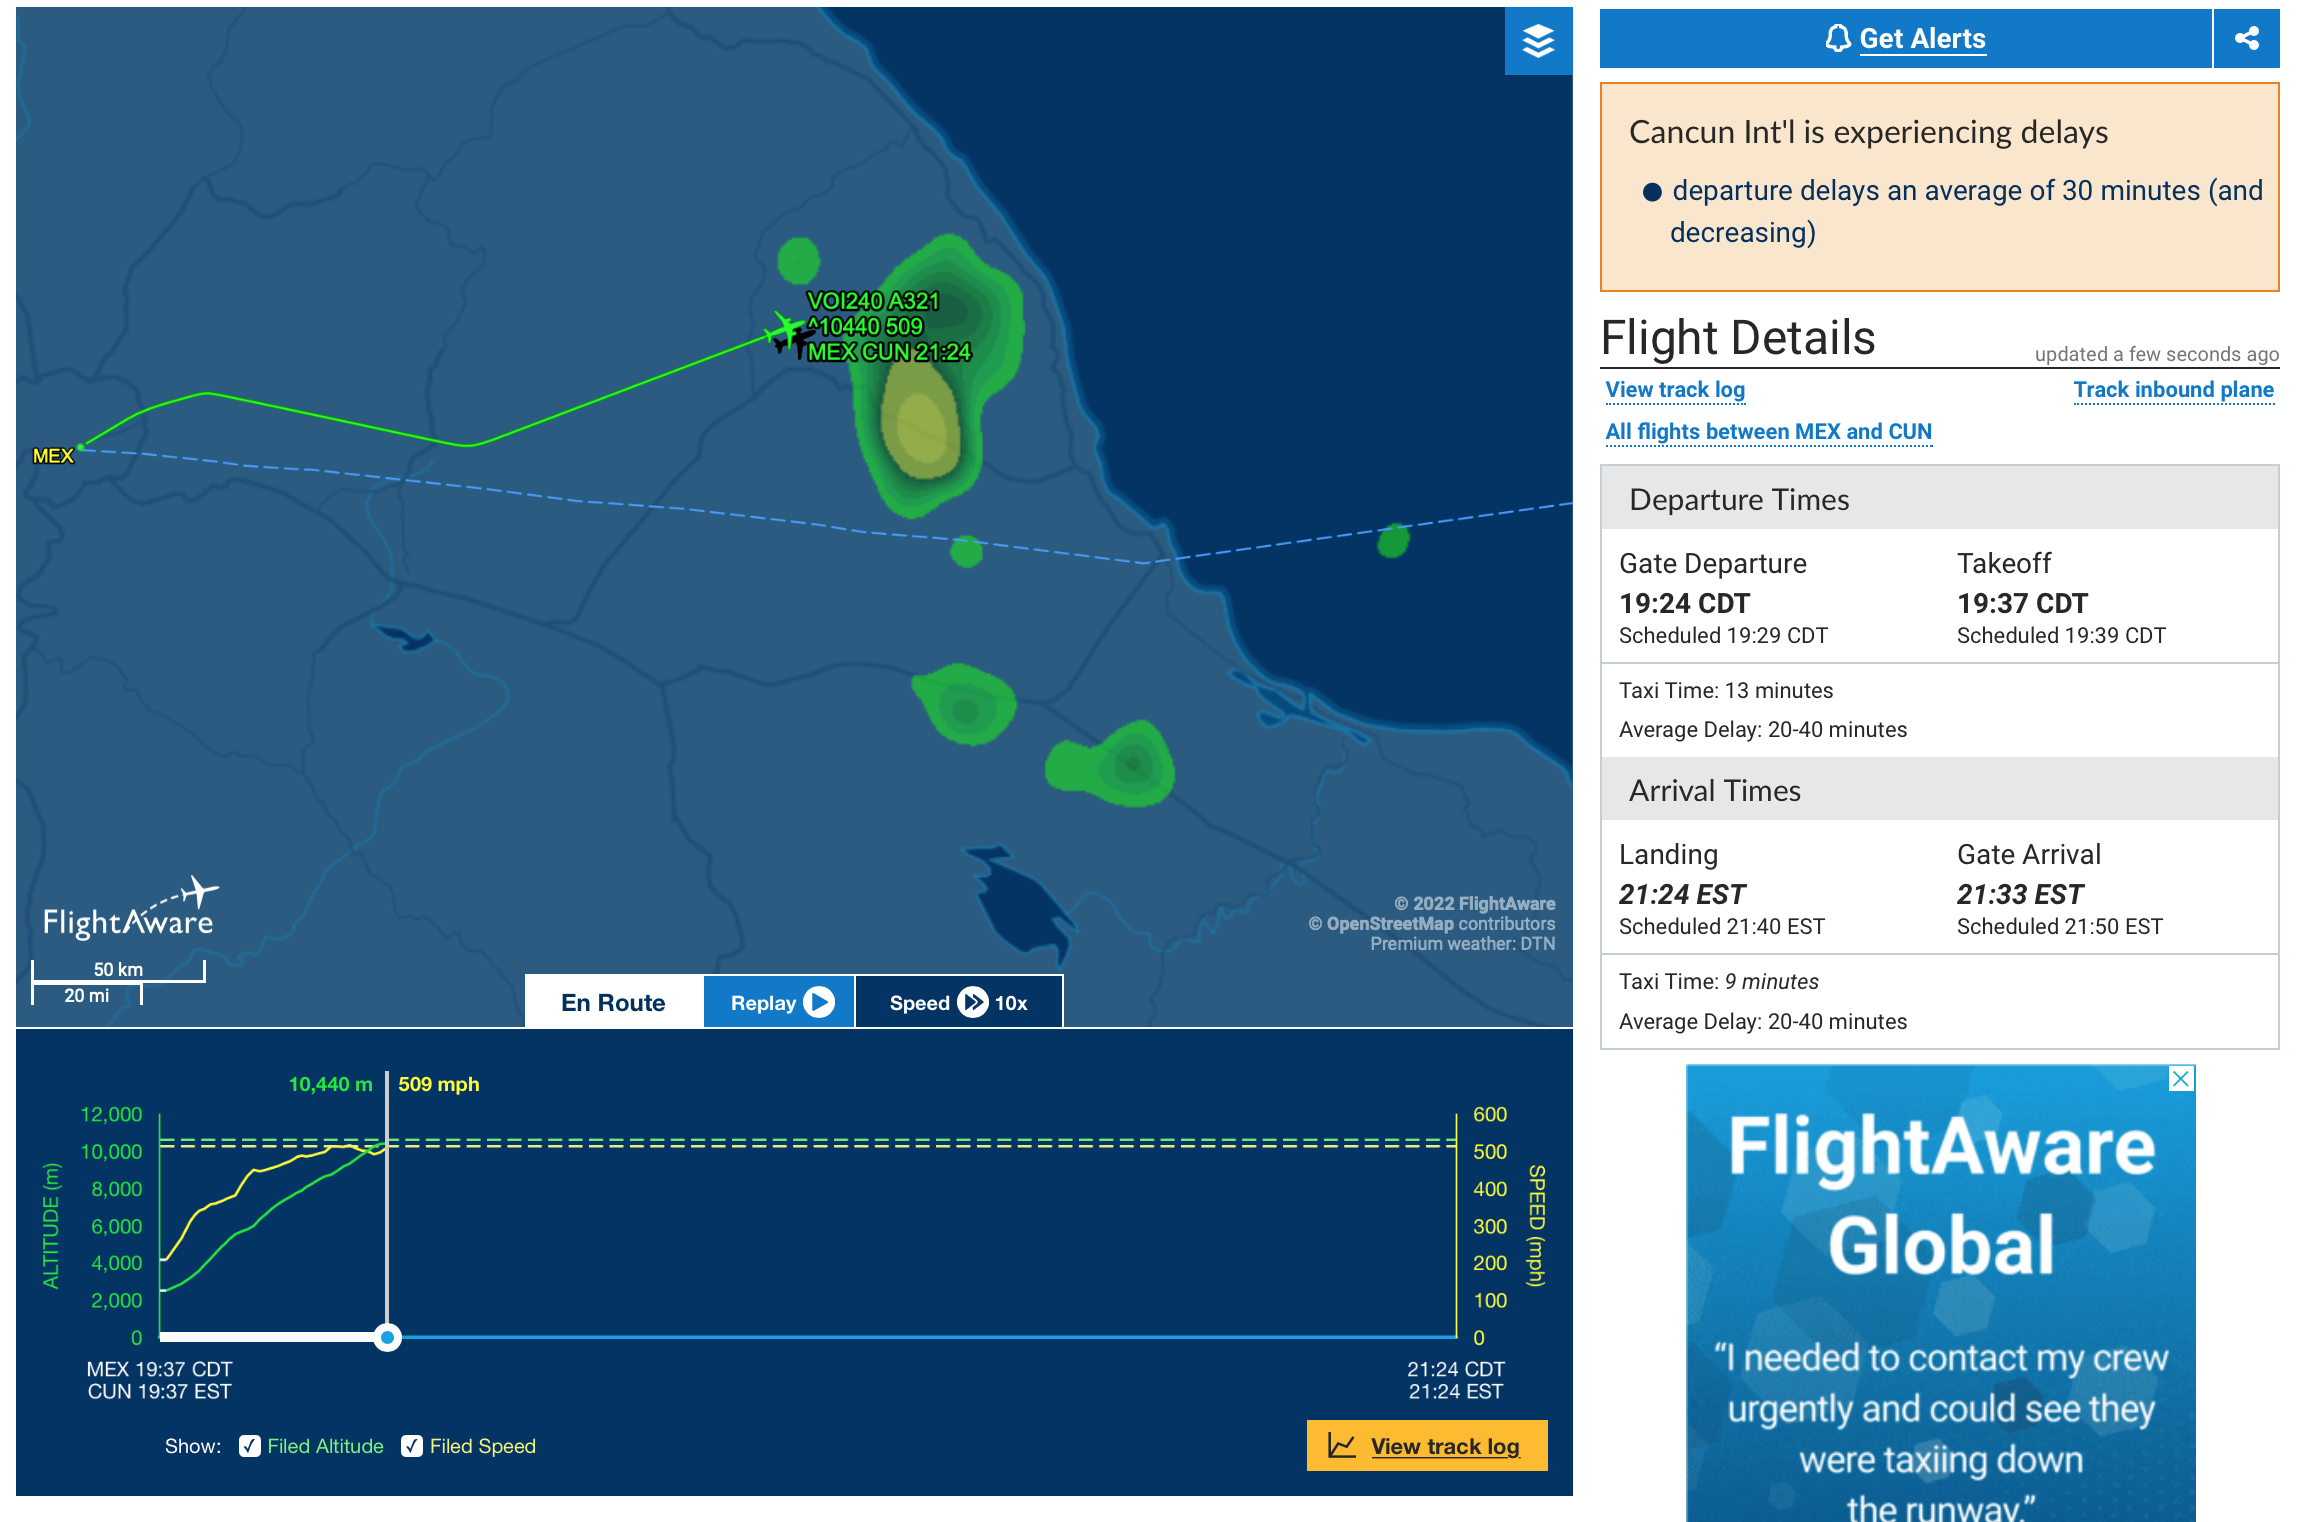 VOI240 A321
^10440 509
MEX CUN 21:24
MEX
FlightAware
50 km
20 mi
© 2022 FlightAware
© OpenStreetMap contributors
Premium weather: DTN
En Route
Replay
Speed 10x
10,440 m
509 mph
12,000
10,000
8,000
6,000
4,000
2,000
0
ALTITUDE (m)
600
500
400
300
200
100
0
SPEED (mph)
MEX 19:37 CDT
CUN 19:37 EST
21:24 CDT
21:24 EST
Show: Filed Altitude Filed Speed
View track log
Get Alerts
Cancun Int'l is experiencing delays
departure delays an average of 30 minutes (and
decreasing)
Flight Details
updated a few seconds ago
View track log
Track inbound plane
All flights between MEX and CUN
Departure Times
Gate Departure
19:24 CDT
Scheduled 19:29 CDT
Takeoff
19:37 CDT
Scheduled 19:39 CDT
Taxi Time: 13 minutes
Average Delay: 20-40 minutes
Arrival Times
Landing
21:24 EST
Scheduled 21:40 EST
Gate Arrival
21:33 EST
Scheduled 21:50 EST
Taxi Time: 9 minutes
Average Delay: 20-40 minutes
FlightAware
Global
“I needed to contact my crew
urgently and could see they
were taxiing down
the runway.”